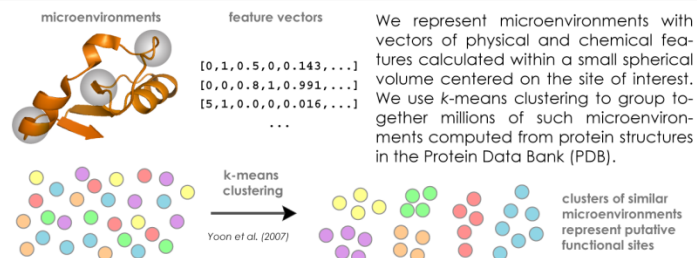 microenvironments
feature vectors
[0,1,0.5,0,0.143,...]
[0,0,0.8,1,0.991,...]
[5,1,0.0,0,0.016,...]
...
We represent microenvironments with
vectors of physical and chemical fea-
tures calculated within a small spherical
volume centered on the site of interest.
We use k-means clustering to group to-
gether millions of such microenviron-
ments computed from protein structures
in the Protein Data Bank (PDB).
k-means
clustering
Yoon et al. (2007)
clusters of similar
microenvironments
represent putative
functional sites